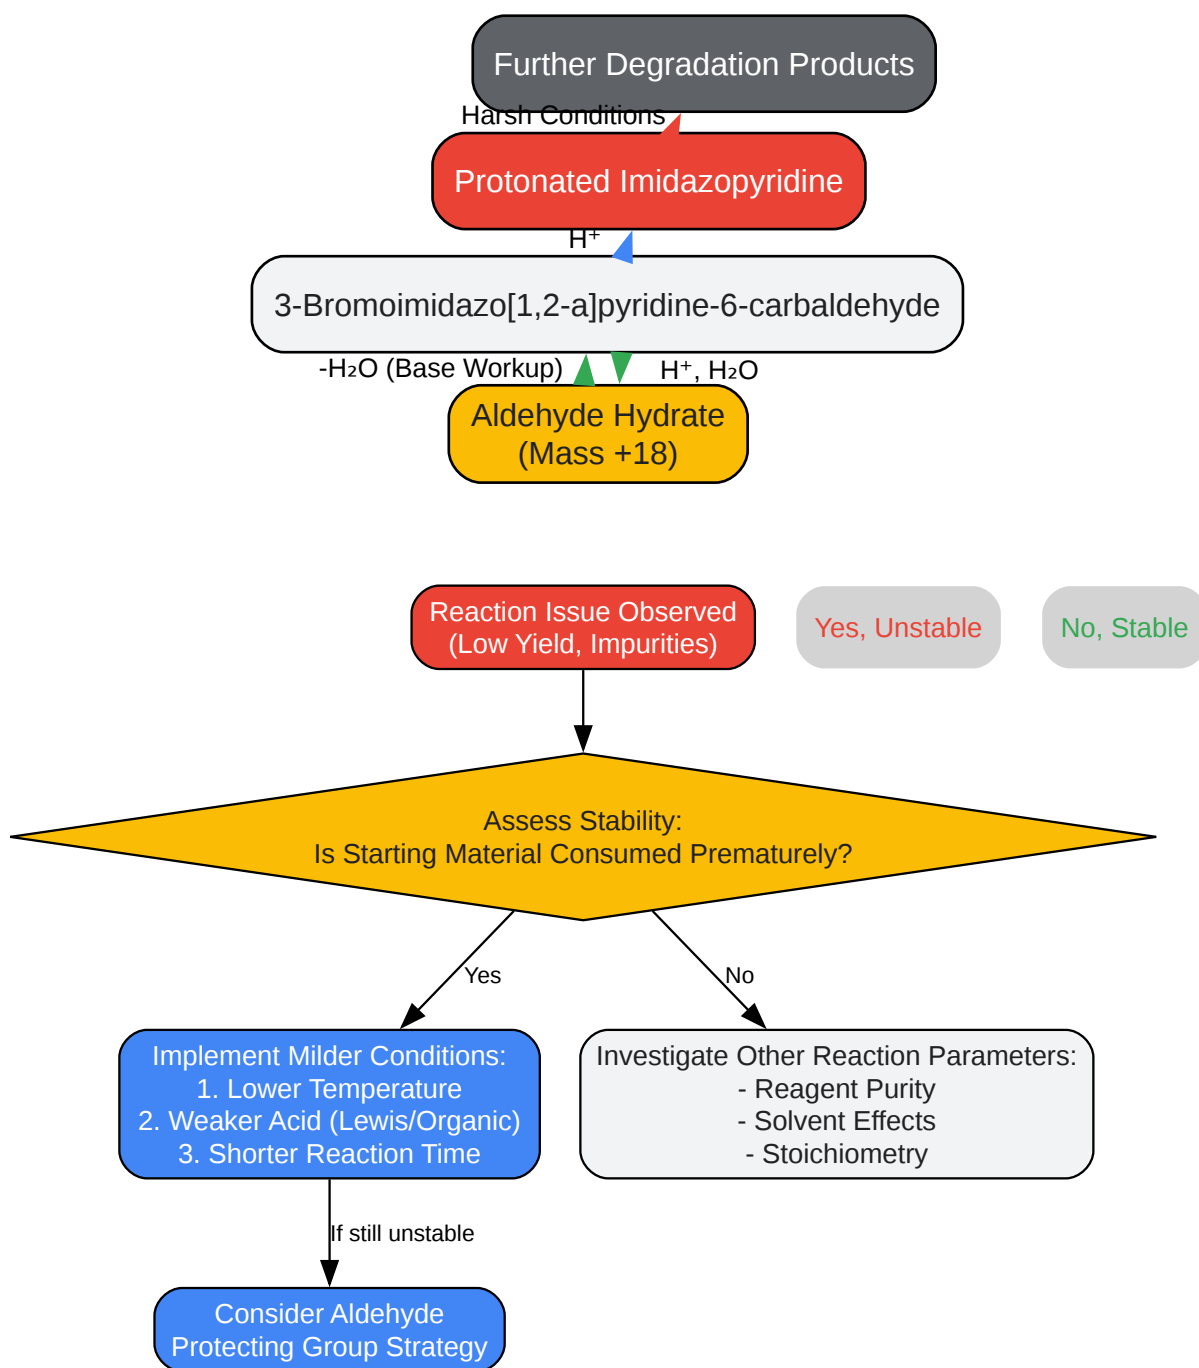 Further Degradation Products
Harsh Conditions
Protonated Imidazopyridine
H⁺
3-Bromoimidazo[1,2-a]pyridine-6-carbaldehyde
-H₂O (Base Workup)
H⁺, H₂O
Aldehyde Hydrate
(Mass +18)
Reaction Issue Observed
(Low Yield, Impurities)
Yes, Unstable
No, Stable
Assess Stability:
Is Starting Material Consumed Prematurely?
Yes
No
Implement Milder Conditions:
1. Lower Temperature
2. Weaker Acid (Lewis/Organic)
3. Shorter Reaction Time
Investigate Other Reaction Parameters:
- Reagent Purity
- Solvent Effects
- Stoichiometry
If still unstable
Consider Aldehyde
Protecting Group Strategy